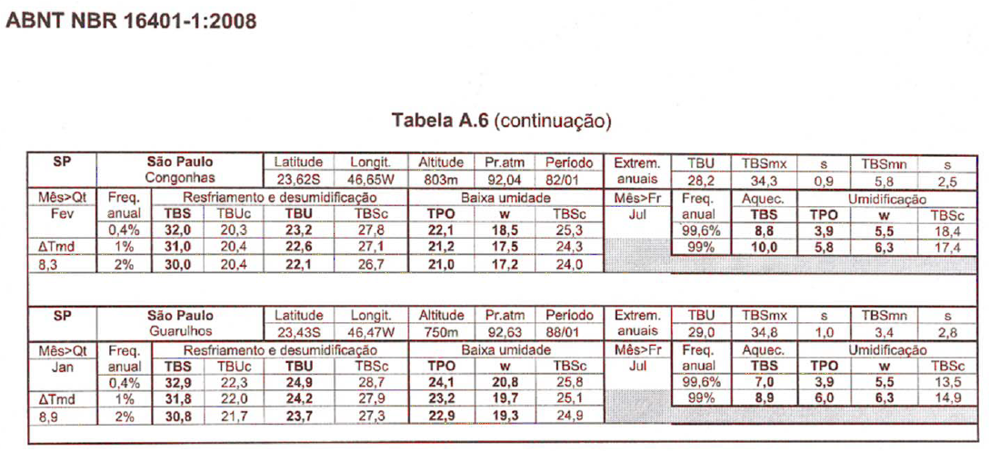 ABNT NBR 16401-1:2008
Tabela A.6 (continuação)
SP São Paulo Latitude Longit. Altitude Pr.atm Período Extrem. TBU TBSmx s TBSmn s
Congonhas 23,62S 46,65W 803m 92,04 82/01 anuais 28,2 34,3 0,9 5,8 2,5
Mês>Qt Freq. Resfriamento e desumidificação Baixa umidade Mês>Fr Freq. Aquec. Umidificação
Fev anual TBS TBUc TBU TBSc TPO w TBSc Jul anual TBS TPO w TBSc
0,4% 32,0 20,3 23,2 27,8 22,1 18,5 25,3 99,6% 8,8 3,9 5,5 18,4
ΔTmd 1% 31,0 20,4 22,6 27,1 21,2 17,5 24,3 99% 10,0 5,8 6,3 17,4
8,3 2% 30,0 20,4 22,1 26,7 21,0 17,2 24,0
SP São Paulo Latitude Longit. Altitude Pr.atm Período Extrem. TBU TBSmx s TBSmn s
Guarulhos 23,43S 46,47W 750m 92,63 88/01 anuais 29,0 34,8 1,0 3,4 2,8
Mês>Qt Freq. Resfriamento e desumidificação Baixa umidade Mês>Fr Freq. Aquec. Umidificação
Jan anual TBS TBUc TBU TBSc TPO w TBSc Jul anual TBS TPO w TBSc
0,4% 32,9 22,3 24,9 28,7 24,1 20,8 25,8 99,6% 7,0 3,9 5,5 13,5
ΔTmd 1% 31,8 22,0 24,2 27,9 23,2 19,7 25,1 99% 8,9 6,0 6,3 14,9
8,9 2% 30,8 21,7 23,7 27,3 22,9 19,3 24,9